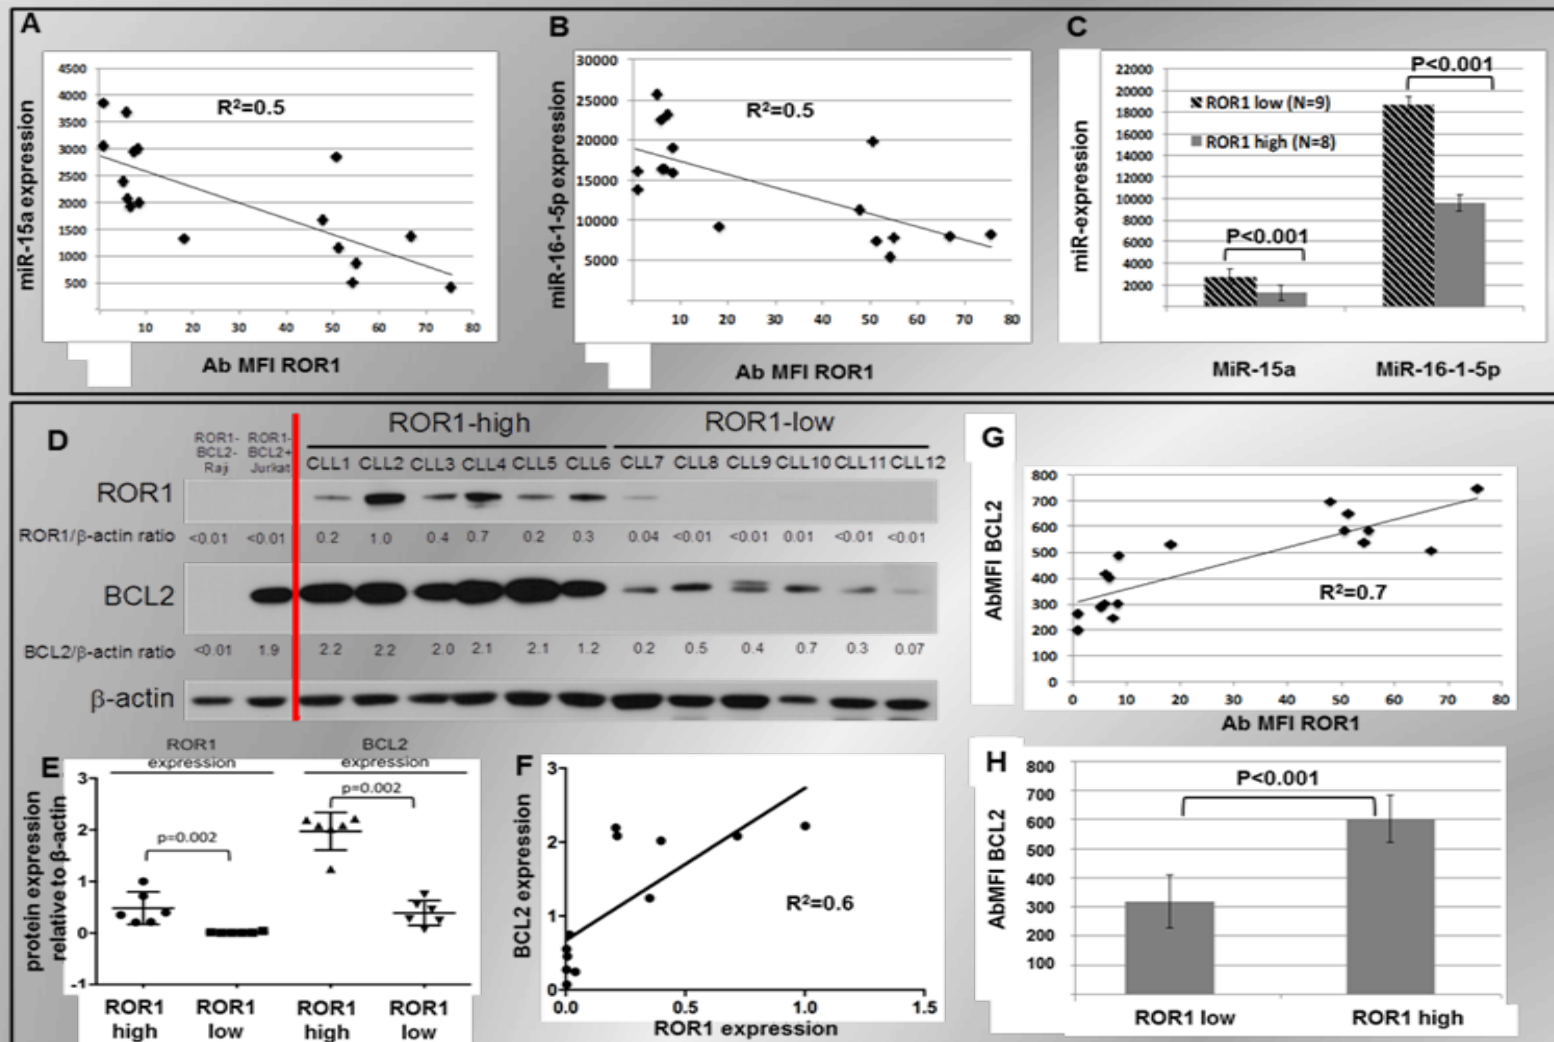 A
miR-15a expression
4500
4000
3500
3000
2500
2000
1500
1000
500
R²=0.5
10 20 30 40 50 60 70 80
Ab MFI ROR1
B
miR-16-1-5p expression
30000
25000
20000
15000
10000
5000
R²=0.5
10 20 30 40 50 60 70 80
Ab MFI ROR1
C
miR-expression
22000
20000
18000
16000
14000
12000
10000
8000
6000
4000
2000
ROR1 low (N=9)
ROR1 high (N=8)
P<0.001
P<0.001
MiR-15a MiR-16-1-5p
D
ROR1-high ROR1-low
ROR1-
BCL2-
Raji
ROR1-
BCL2+
Jurkat
CLL1 CLL2 CLL3 CLL4 CLL5 CLL6 CLL7 CLL8 CLL9 CLL10 CLL11 CLL12
ROR1
ROR1/β-actin ratio <0.01 <0.01 0.2 1.0 0.4 0.7 0.2 0.3 0.04 <0.01 <0.01 0.01 <0.01 <0.01
BCL2
BCL2/β-actin ratio <0.01 1.9 2.2 2.2 2.0 2.1 2.1 1.2 0.2 0.5 0.4 0.7 0.3 0.07
β-actin
E
protein expression
relative to β-actin
ROR1
expression
BCL2
expression
3
2
1
0
-1
p=0.002
p=0.002
ROR1
high
ROR1
low
ROR1
high
ROR1
low
F
BCL2 expression
3
2
1
0
R²=0.6
0.0 0.5 1.0 1.5
ROR1 expression
G
AbMFI BCL2
800
700
600
500
400
300
200
100
0
R²=0.7
0 10 20 30 40 50 60 70 80
Ab MFI ROR1
H
AbMFI BCL2
800
700
600
500
400
300
200
100
P<0.001
ROR1 low ROR1 high